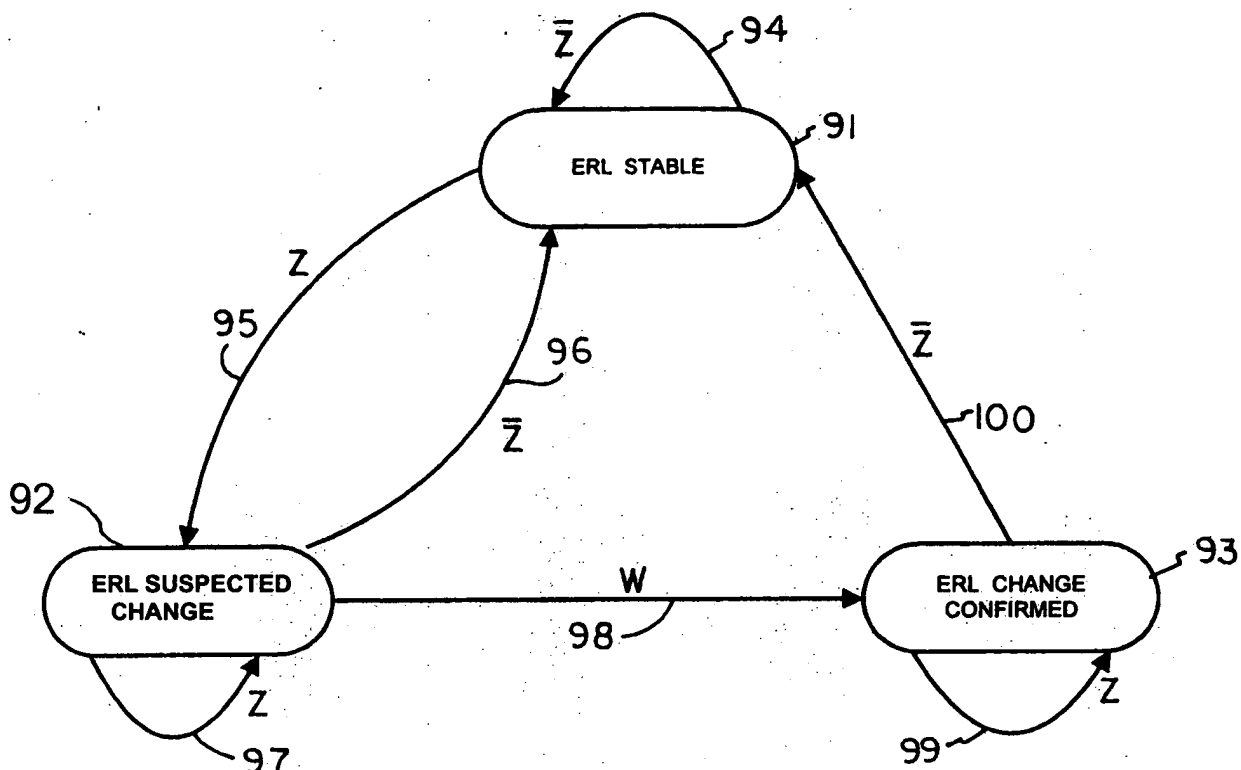 Z̅
94
91
ERL STABLE
Z
95
96
Z̅
Z̅
100
92
ERL SUSPECTED
CHANGE
W
98
93
ERL CHANGE
CONFIRMED
Z
97
Z
99